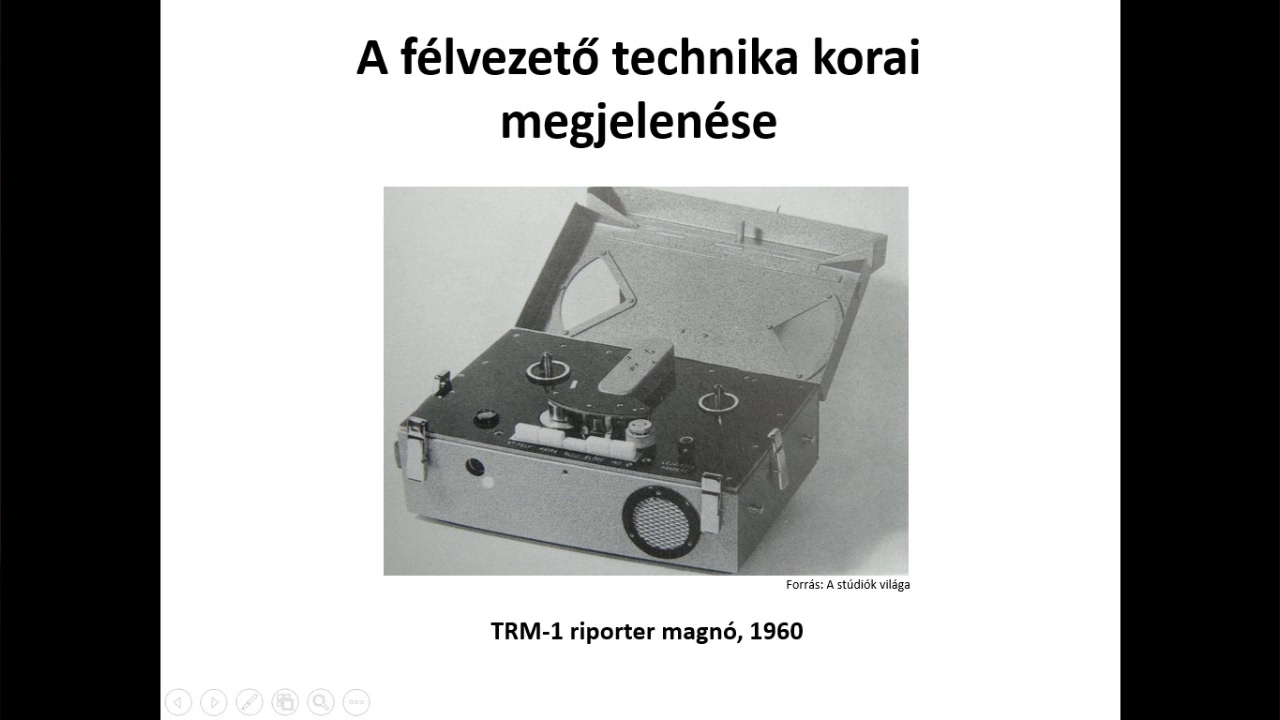 A félvezető technika korai
megjelenése
Forrás: A stúdiók világa
TRM-1 riporter magnó, 1960